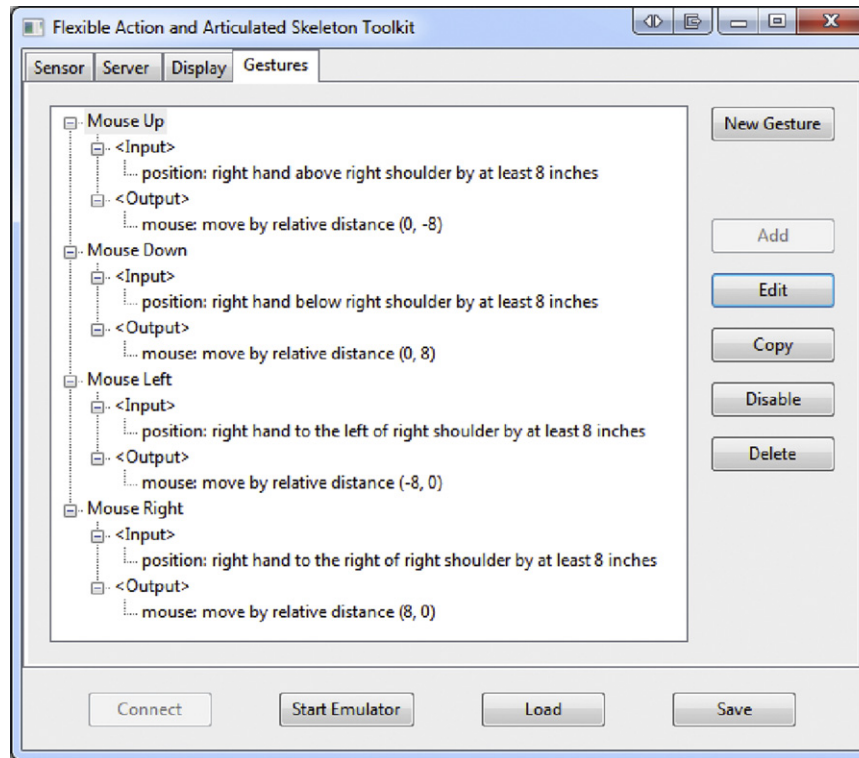 Flexible Action and Articulated Skeleton Toolkit
Sensor Server Display Gestures
Mouse Up
<Input>
position: right hand above right shoulder by at least 8 inches
<Output>
mouse: move by relative distance (0, -8)
Mouse Down
<Input>
position: right hand below right shoulder by at least 8 inches
<Output>
mouse: move by relative distance (0, 8)
Mouse Left
<Input>
position: right hand to the left of right shoulder by at least 8 inches
<Output>
mouse: move by relative distance (-8, 0)
Mouse Right
<Input>
position: right hand to the right of right shoulder by at least 8 inches
<Output>
mouse: move by relative distance (8, 0)
New Gesture
Add
Edit
Copy
Disable
Delete
Connect Start Emulator Load Save